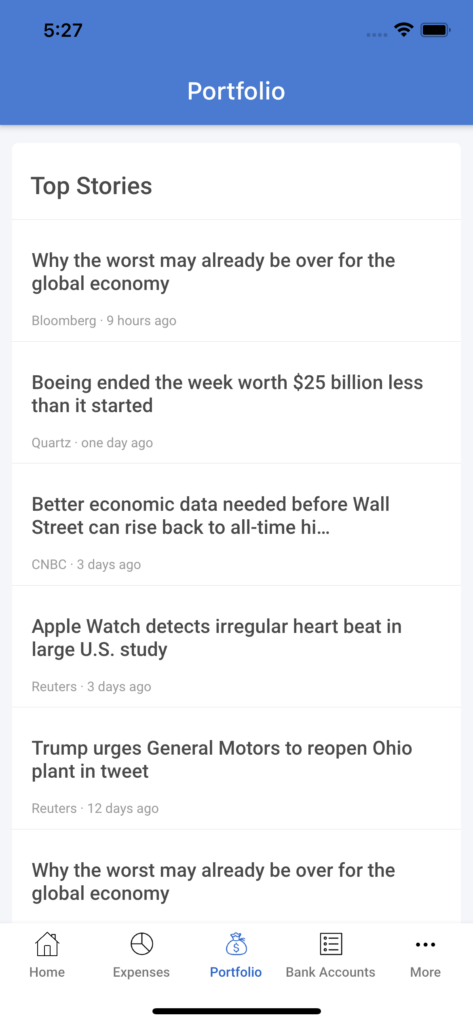 5:27
Portfolio
Top Stories
Why the worst may already be over for the
global economy
Bloomberg · 9 hours ago
Boeing ended the week worth $25 billion less
than it started
Quartz · one day ago
Better economic data needed before Wall
Street can rise back to all-time hi...
CNBC · 3 days ago
Apple Watch detects irregular heart beat in
large U.S. study
Reuters · 3 days ago
Trump urges General Motors to reopen Ohio
plant in tweet
Reuters · 12 days ago
Why the worst may already be over for the
global economy
$
Home Expenses Portfolio Bank Accounts More